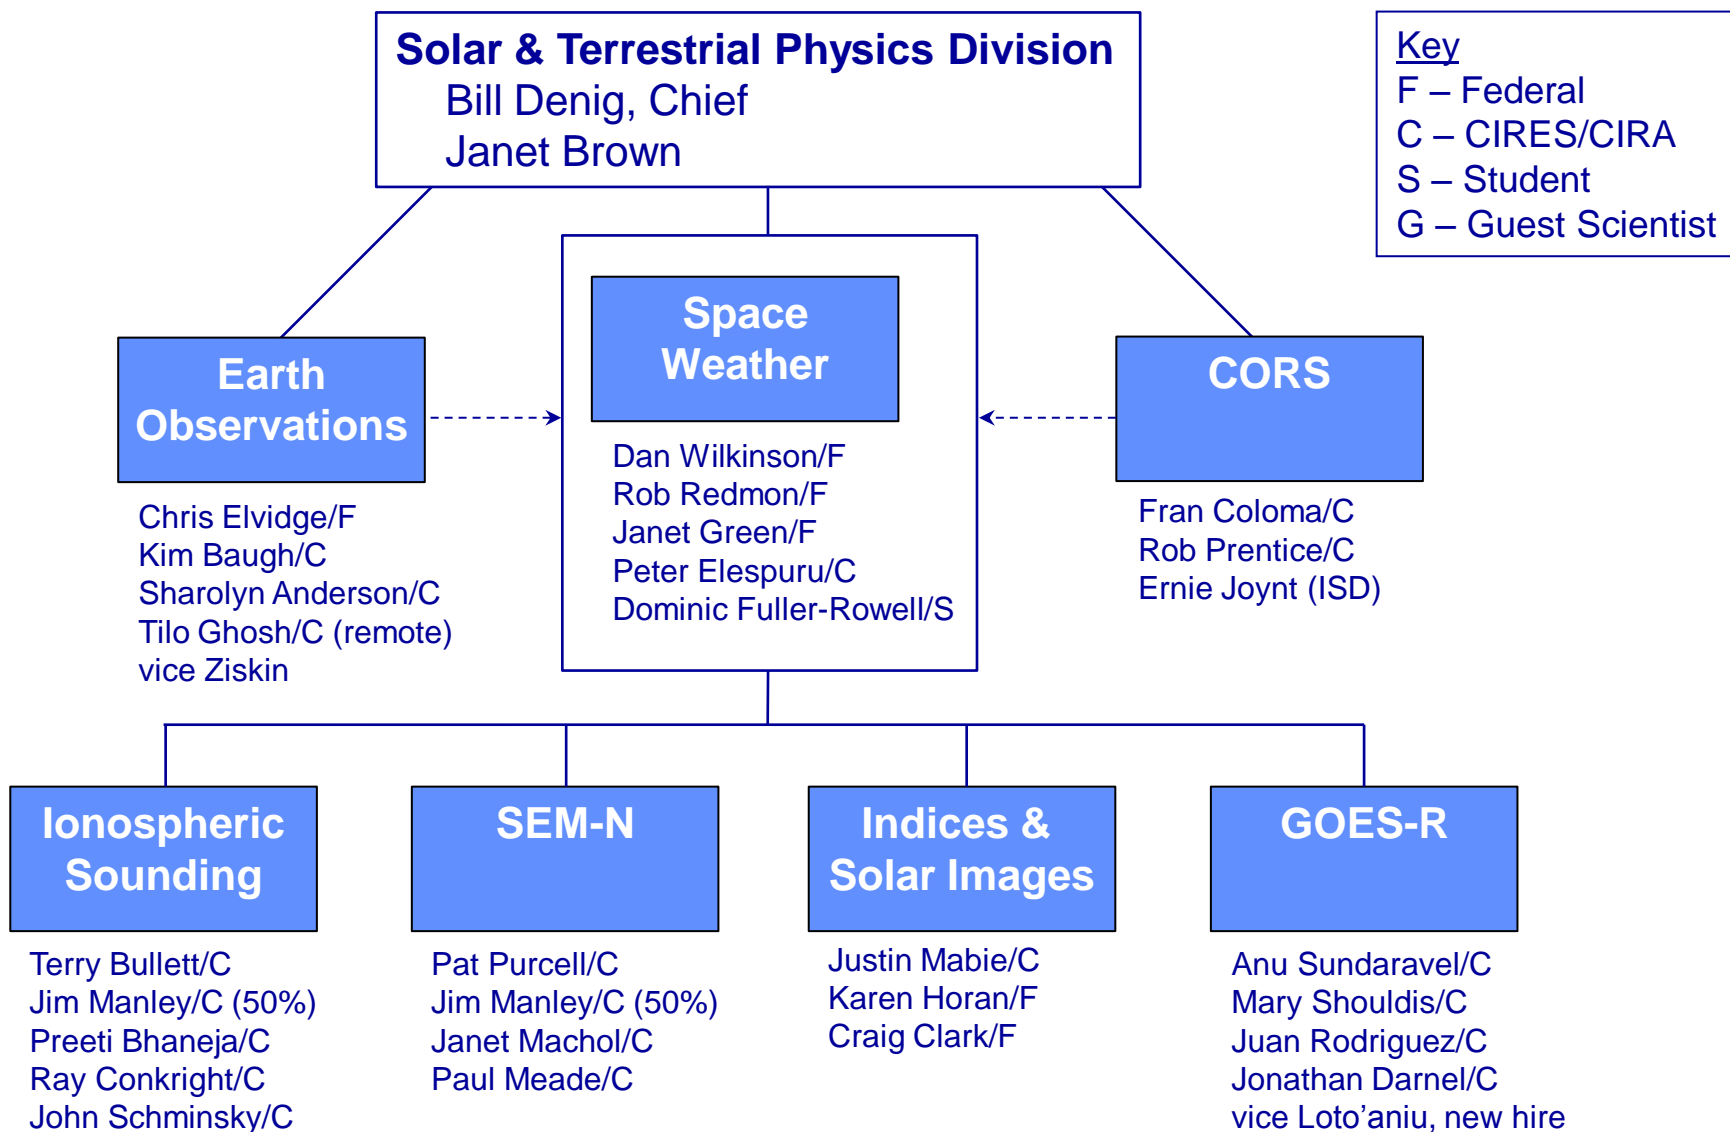 Solar & Terrestrial Physics Division
Bill Denig, Chief
Janet Brown
Key
F – Federal
C – CIRES/CIRA
S – Student
G – Guest Scientist
Earth
Observations
Chris Elvidge/F
Kim Baugh/C
Sharolyn Anderson/C
Tilo Ghosh/C (remote)
vice Ziskin
Space
Weather
Dan Wilkinson/F
Rob Redmon/F
Janet Green/F
Peter Elespuru/C
Dominic Fuller-Rowell/S
CORS
Fran Coloma/C
Rob Prentice/C
Ernie Joynt (ISD)
Ionospheric
Sounding
Terry Bullett/C
Jim Manley/C (50%)
Preeti Bhaneja/C
Ray Conkright/C
John Schminsky/C
SEM-N
Pat Purcell/C
Jim Manley/C (50%)
Janet Machol/C
Paul Meade/C
Indices &
Solar Images
Justin Mabie/C
Karen Horan/F
Craig Clark/F
GOES-R
Anu Sundaravel/C
Mary Shouldis/C
Juan Rodriguez/C
Jonathan Darnel/C
vice Loto’aniu, new hire